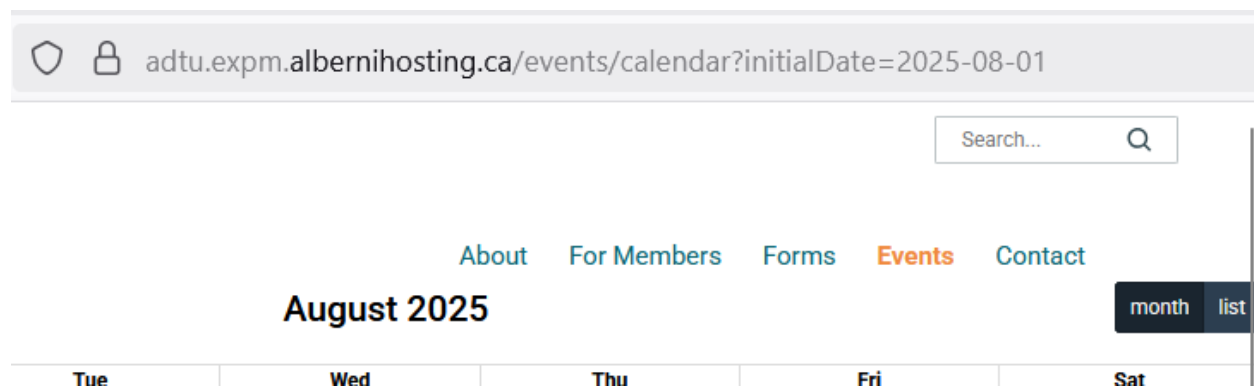 adtu.expm.albernihosting.ca/events/calendar?initialDate=2025-08-01
Search...
About For Members Forms Events Contact
August 2025 month list
Tue Wed Thu Fri Sat